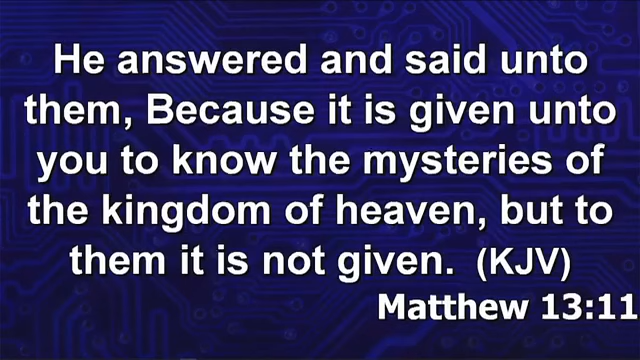 He answered and said unto
them, Because it is given unto
you to know the mysteries of
the kingdom of heaven, but to
them it is not given.  (KJV)
Matthew 13:11